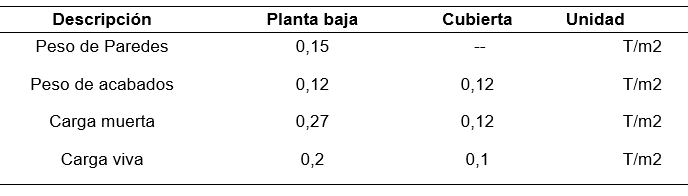 Descripción Planta baja Cubierta Unidad
Peso de Paredes 0,15 -- T/m2
Peso de acabados 0,12 0,12 T/m2
Carga muerta 0,27 0,12 T/m2
Carga viva 0,2 0,1 T/m2